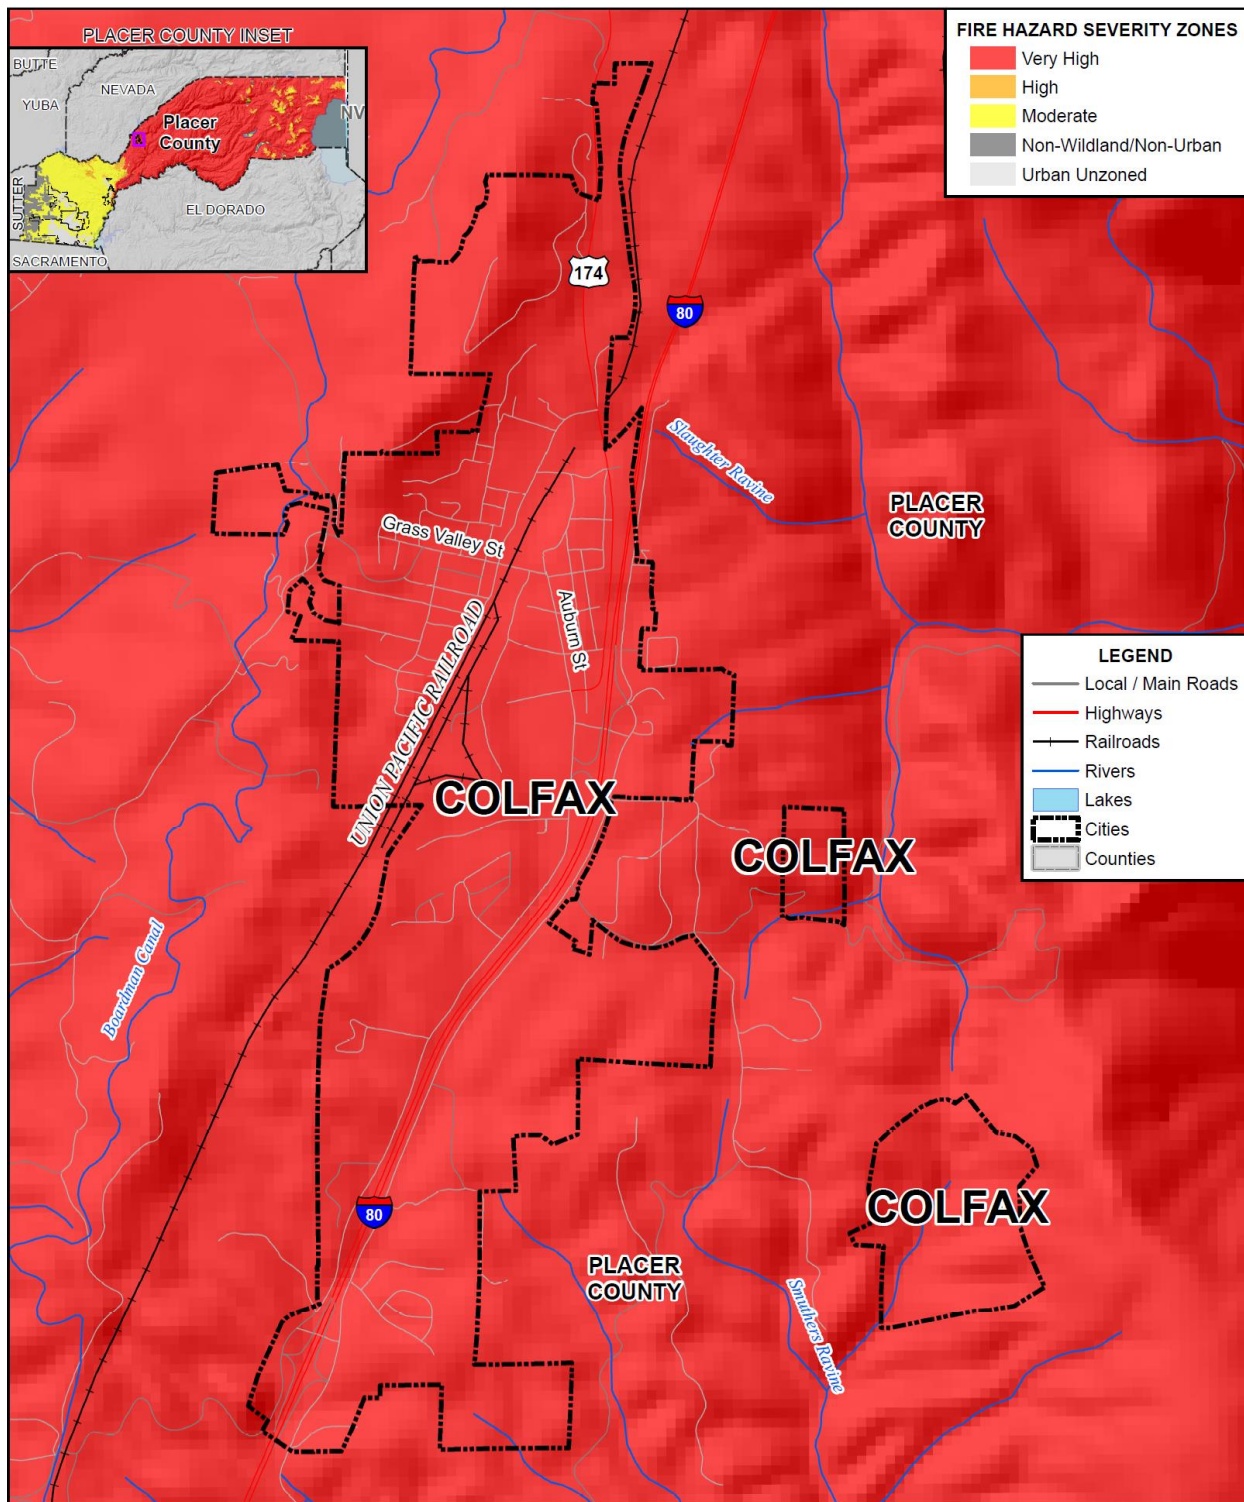 PLACER COUNTY INSET
BUTTE
YUBA
NEVADA
Placer
County
NV
SUTTER
EL DORADO
SACRAMENTO
FIRE HAZARD SEVERITY ZONES
Very High
High
Moderate
Non-Wildland/Non-Urban
Urban Unzoned
174
80
Slaughter Ravine
PLACER
COUNTY
Grass Valley St
Auburn St
UNION PACIFIC RAILROAD
LEGEND
Local / Main Roads
Highways
Railroads
Rivers
Lakes
Cities
Counties
COLFAX
COLFAX
Boardman Canal
80
COLFAX
PLACER
COUNTY
Smuthers Ravine